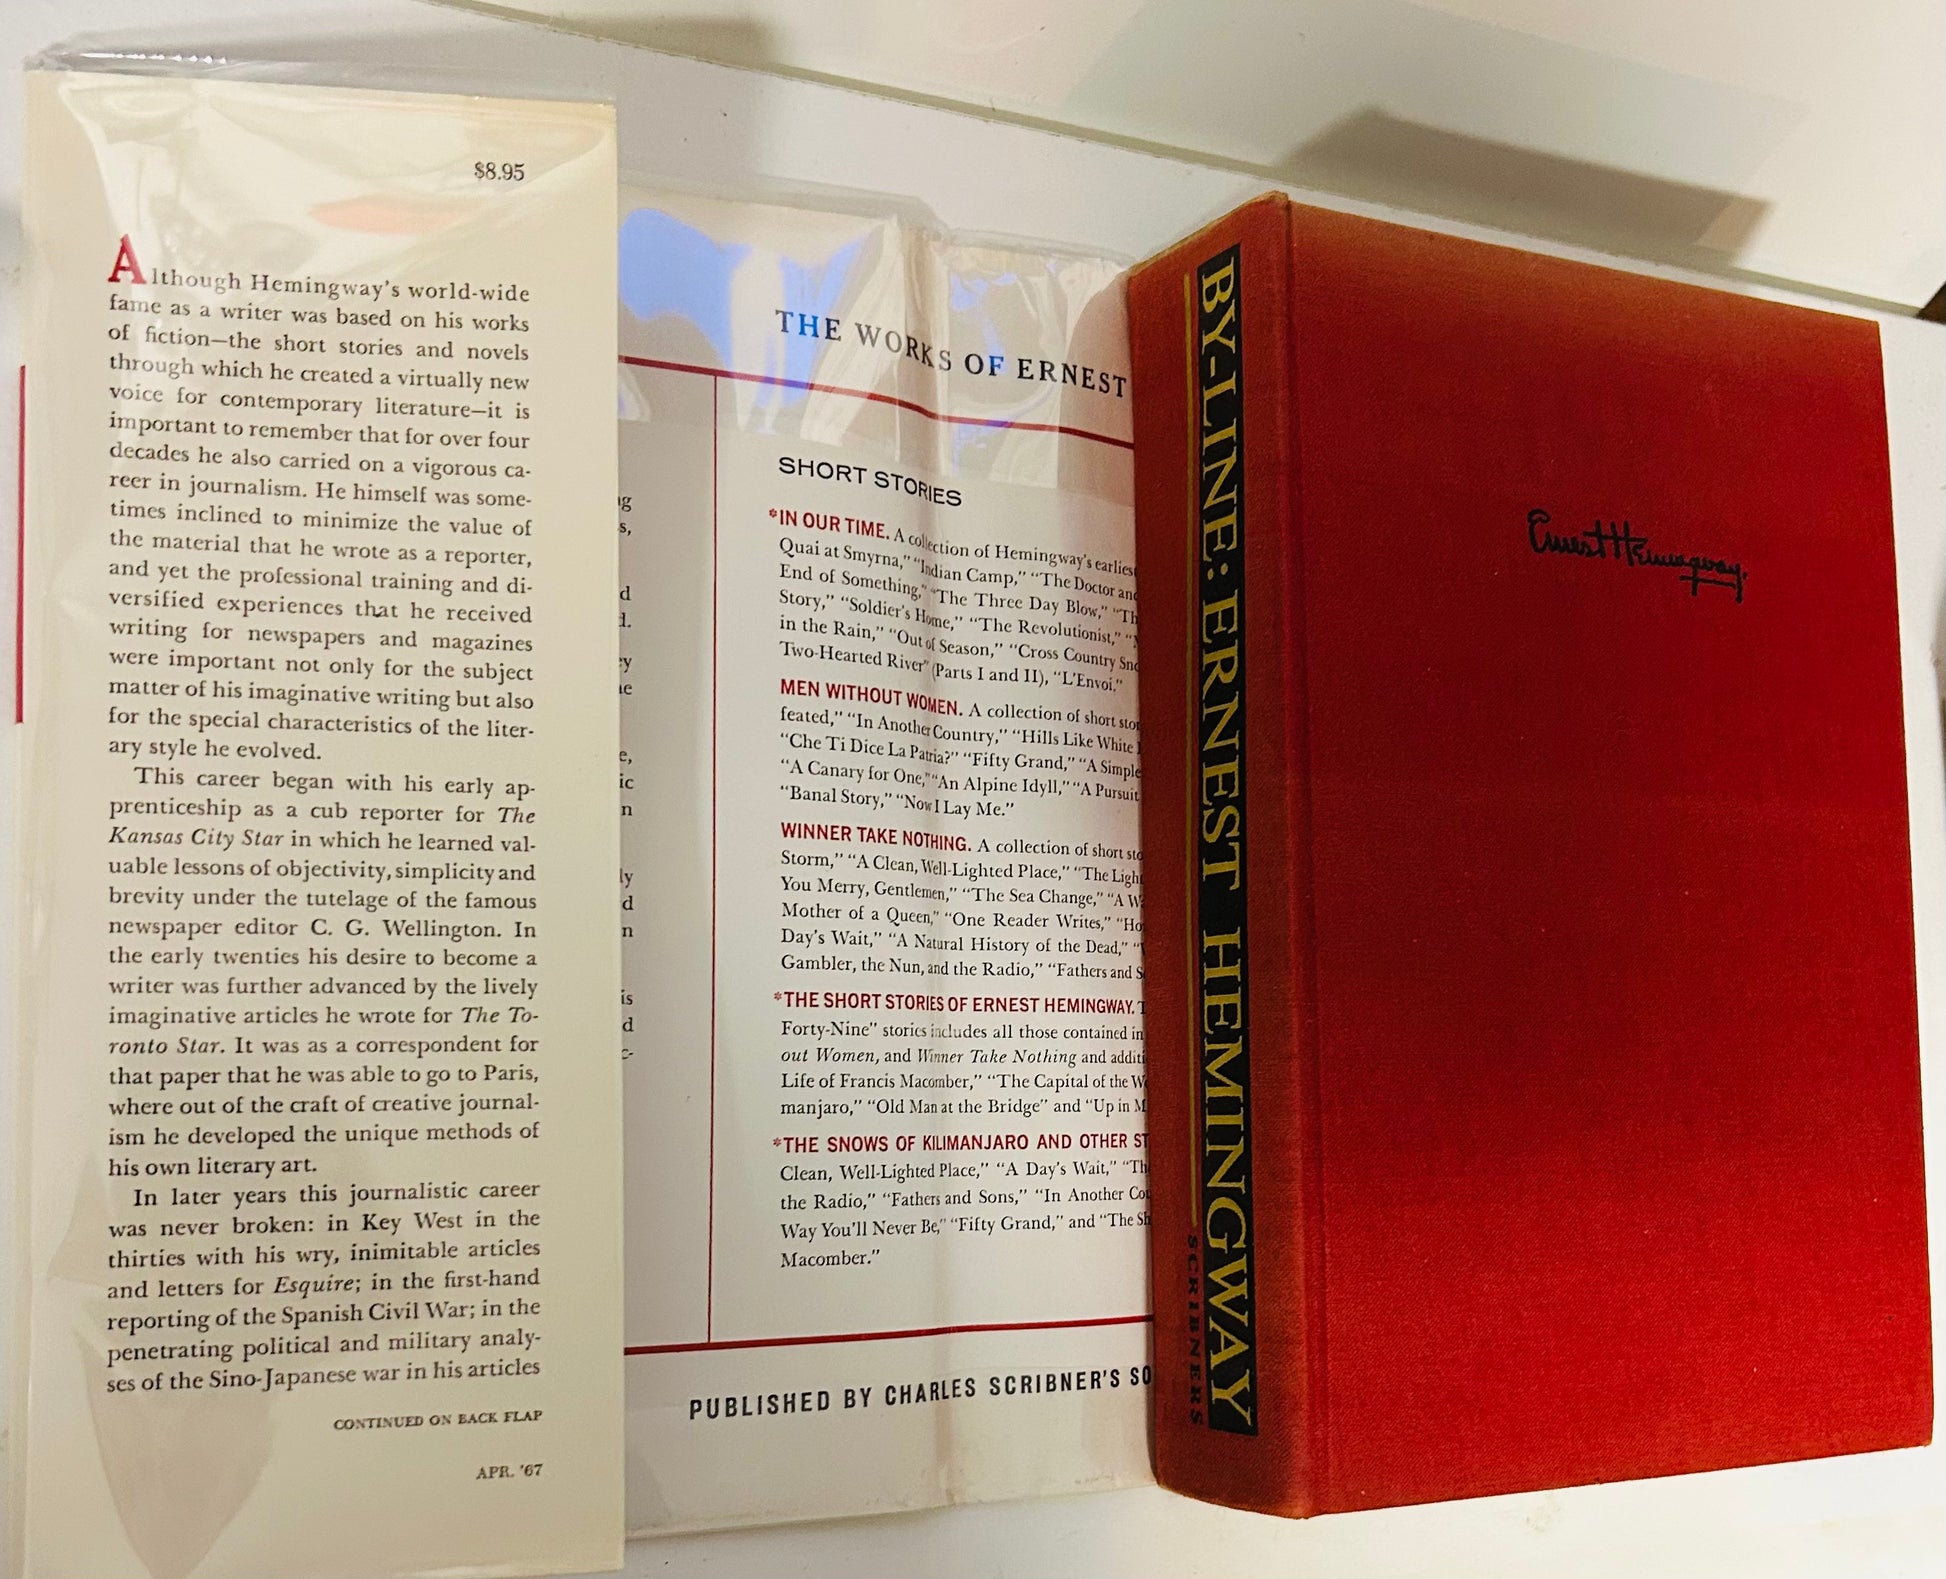 $8.95
Although Hemingway's world-wide
fame as a writer was based on his works
of fiction—the short stories and novels
through which he created a virtually new
voice for contemporary literature—it is
important to remember that for over four
decades he also carried on a vigorous ca-
reer in journalism. He himself was some-
times inclined to minimize the value of
the material that he wrote as a reporter,
and yet the professional training and di-
versified experiences that he received
writing for newspapers and magazines
were important not only for the subject
matter of his imaginative writing but also
for the special characteristics of the liter-
ary style he evolved.
This career began with his early ap-
prenticeship as a cub reporter for The
Kansas City Star in which he learned val-
uable lessons of objectivity, simplicity and
brevity under the tutelage of the famous
newspaper editor C. G. Wellington. In
the early twenties his desire to become a
writer was further advanced by the lively
imaginative articles he wrote for The To-
ronto Star. It was as a correspondent for
that paper that he was able to go to Paris,
where out of the craft of creative journal-
ism he developed the unique methods of
his own literary art.
In later years this journalistic career
was never broken: in Key West in the
thirties with his wry, inimitable articles
and letters for Esquire; in the first-hand
reporting of the Spanish Civil War; in the
penetrating political and military analy-
ses of the Sino-Japanese war in his articles
CONTINUED ON BACK FLAP
APR. '67
THE WORKS OF ERNEST
SHORT STORIES
*IN OUR TIME. A collection of Hemingway's earliest
Quai at Smyrna," "Indian Camp," "The Doctor and
End of Something," "The Three Day Blow," "Th
Story," "Soldier's Home," "The Revolutionist," "
in the Rain," "Out of Season," "Cross Country Sno
Two-Hearted River" (Parts I and II), "L'Envoi."
MEN WITHOUT WOMEN. A collection of short stor
feated," "In Another Country," "Hills Like White
"Che Ti Dice La Patria?" "Fifty Grand," "A Simple
"A Canary for One," "An Alpine Idyll," "A Pursuit
"Banal Story," "Now I Lay Me."
WINNER TAKE NOTHING. A collection of short sto
Storm," "A Clean, Well-Lighted Place," "The Light
You Merry, Gentlemen," "The Sea Change," "A W
Mother of a Queen," "One Reader Writes," "Ho
Day's Wait," "A Natural History of the Dead," "
Gambler, the Nun, and the Radio," "Fathers and S
*THE SHORT STORIES OF ERNEST HEMINGWAY. T
Forty-Nine" stories includes all those contained in
out Women, and Winner Take Nothing and additi
Life of Francis Macomber," "The Capital of the W
manjaro," "Old Man at the Bridge" and "Up in M
*THE SNOWS OF KILIMANJARO AND OTHER ST
Clean, Well-Lighted Place," "A Day's Wait," "Th
the Radio," "Fathers and Sons," "In Another Cou
Way You'll Never Be," "Fifty Grand," and "The Sh
Macomber."
PUBLISHED BY CHARLES SCRIBNER'S SO
BY-LINE: ERNEST HEMINGWAY
SCRIBNERS
Ernest Hemingway